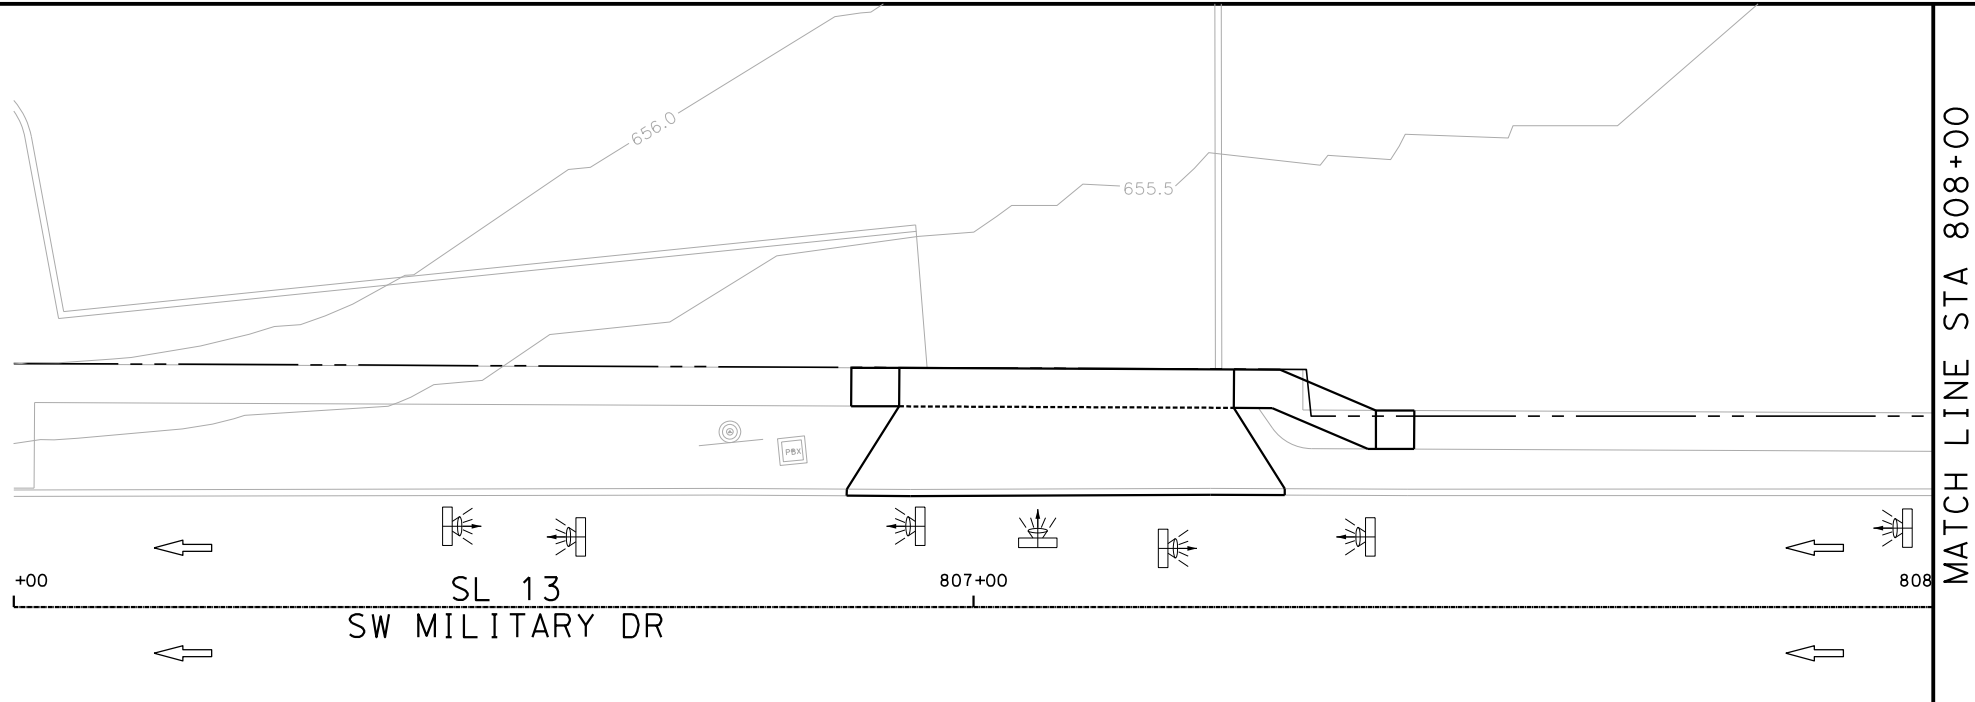 656.0
655.5
MATCH LINE STA 808+00
PBX
+00
SL 13
807+00
808
SW MILITARY DR